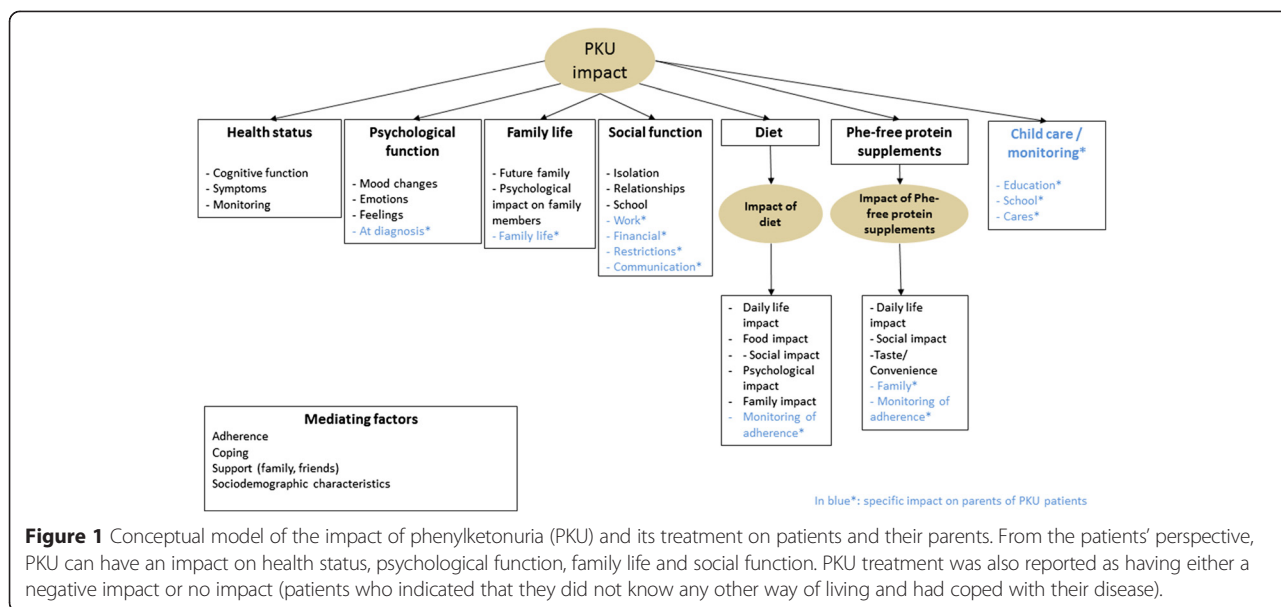 PKU
impact
Health status
- Cognitive function
- Symptoms
- Monitoring
Psychological
function
- Mood changes
- Emotions
- Feelings
- At diagnosis*
Family life
- Future family
- Psychological
impact on family
members
- Family life*
Social function
- Isolation
- Relationships
- School
- Work*
- Financial*
- Restrictions*
- Communication*
Diet
Impact of
diet
- Daily life
impact
- Food impact
- - Social impact
- Psychological
impact
- Family impact
- Monitoring of
adherence*
Phe-free protein
supplements
Impact of Phe-
free protein
supplements
- Daily life
impact
- Social impact
-Taste/
Convenience
- Family*
- Monitoring of
adherence*
Child care /
monitoring*
- Education*
- School*
- Cares*
Mediating factors
Adherence
Coping
Support (family, friends)
Sociodemographic characteristics
In blue*: specific impact on parents of PKU patients
Figure 1 Conceptual model of the impact of phenylketonuria (PKU) and its treatment on patients and their parents. From the patients' perspective,
PKU can have an impact on health status, psychological function, family life and social function. PKU treatment was also reported as having either a
negative impact or no impact (patients who indicated that they did not know any other way of living and had coped with their disease).